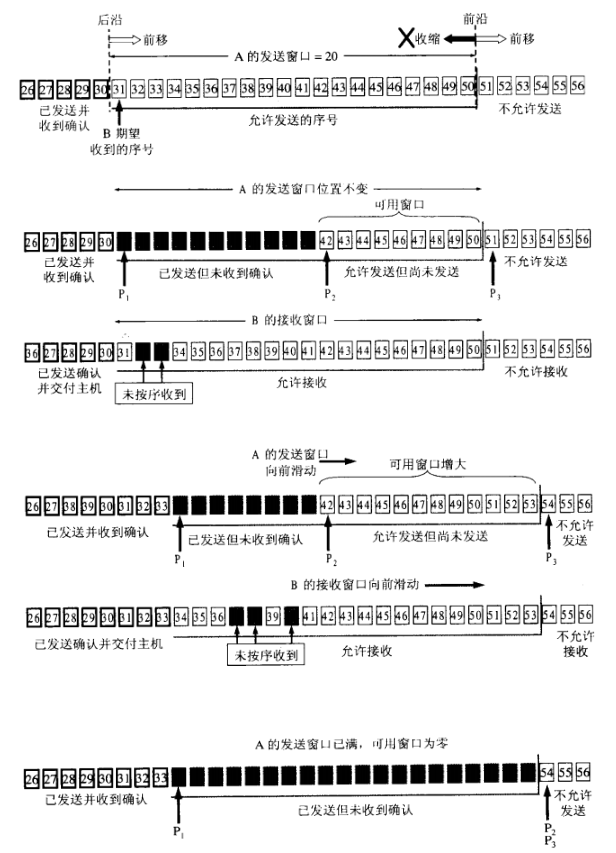 后沿
前沿
前移
收缩
前移
A 的发送窗口 = 20
26 27 28 29 30 31 32 33 34 35 36 37 38 39 40 41 42 43 44 45 46 47 48 49 50 51 52 53 54 55 56
已发送并
收到确认
允许发送的序号
不允许发送
B 期望
收到的序号
A 的发送窗口位置不变
可用窗口
26 27 28 29 30 42 43 44 45 46 47 48 49 50 51 52 53 54 55 56
已发送并
收到确认
已发送但未收到确认
允许发送但尚未发送
不允许发送
P1 P2 P3
B 的接收窗口
36 27 28 29 30 31 34 35 36 37 38 39 40 41 42 43 44 45 46 47 48 49 50 51 52 53 54 55 56
已发送确认
并交付主机
允许接收
不允许接收
未按序收到
A 的发送窗口
向前滑动
可用窗口增大
26 27 38 39 30 31 32 33 42 43 44 45 46 47 48 49 50 51 52 53 54 55 56
已发送并收到确认
已发送但未收到确认
允许发送但尚未发送
不允许
发送
P1 P2 P3
B 的接收窗口向前滑动
26 27 28 29 30 31 32 33 34 35 36 39 41 42 43 44 45 46 47 48 49 50 51 52 53 54 55 56
已发送确认并交付主机
允许接收
不允许
接收
未按序收到
A 的发送窗口已满，可用窗口为零
26 27 28 29 30 31 32 33 54 55 56
已发送并收到确认
已发送但未收到确认
不允许
发送
P1
P2
P3